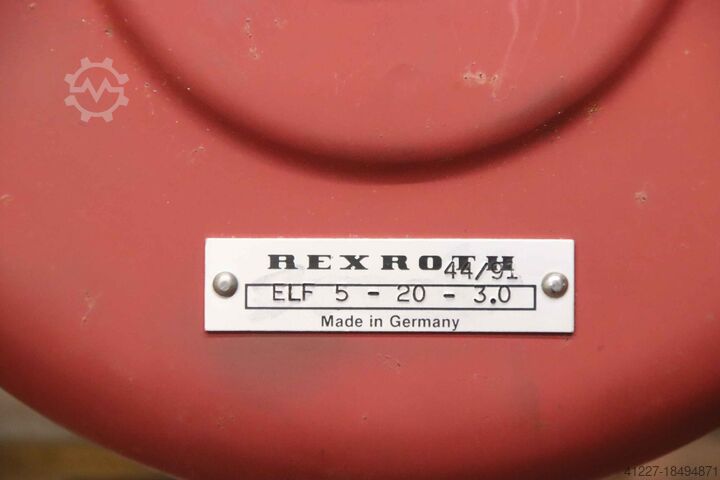 REXROTH
44/91
ELF 5 - 20 - 3.0
Made in Germany
41227-18494871